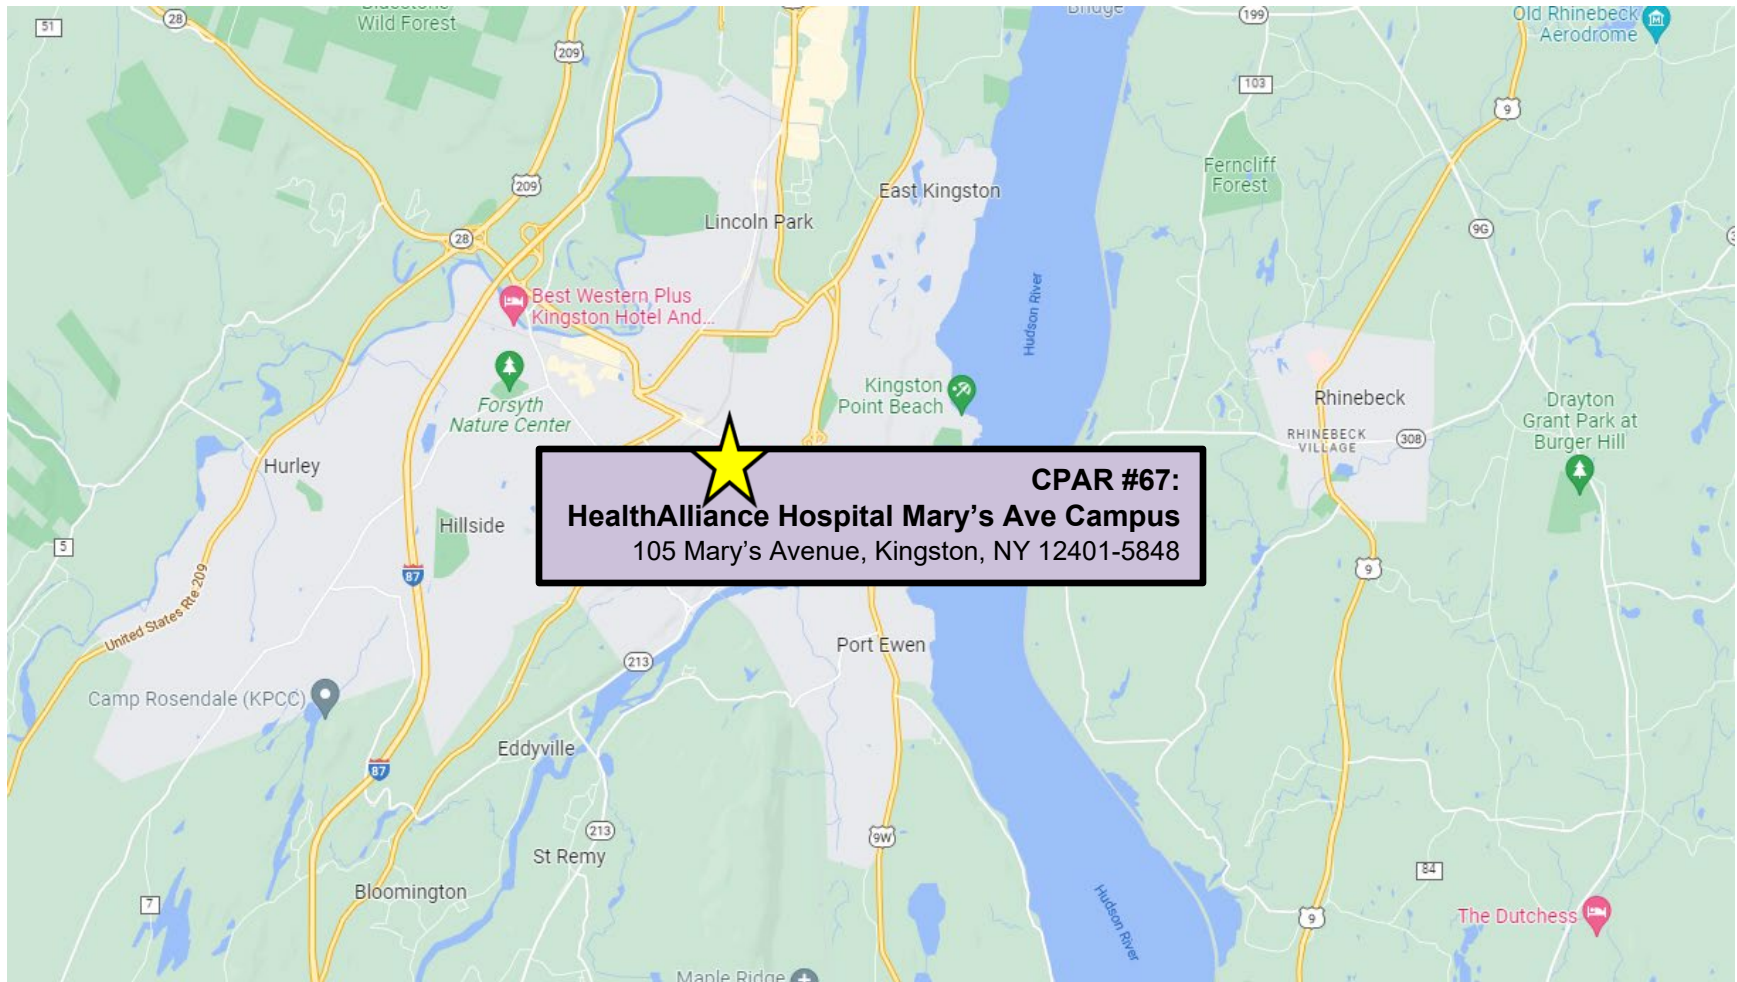 Bluestone
Wild Forest
51
28
209
Bridge
199
Old Rhinebeck
Aerodrome
103
9
209
Ferncliff
Forest
East Kingston
Lincoln Park
28
9G
Best Western Plus
Kingston Hotel And...
Hudson River
Kingston
Point Beach
Forsyth
Nature Center
Rhinebeck
RHINEBECK
VILLAGE
308
Drayton
Grant Park at
Burger Hill
Hurley
Hillside
CPAR #67:
HealthAlliance Hospital Mary’s Ave Campus
105 Mary’s Avenue, Kingston, NY 12401-5848
5
87
9
United States Rte 209
213
Port Ewen
Camp Rosendale (KPCC)
Eddyville
87
213
St Remy
9W
84
Bloomington
7
Hudson River
9
The Dutchess
Maple Ridge